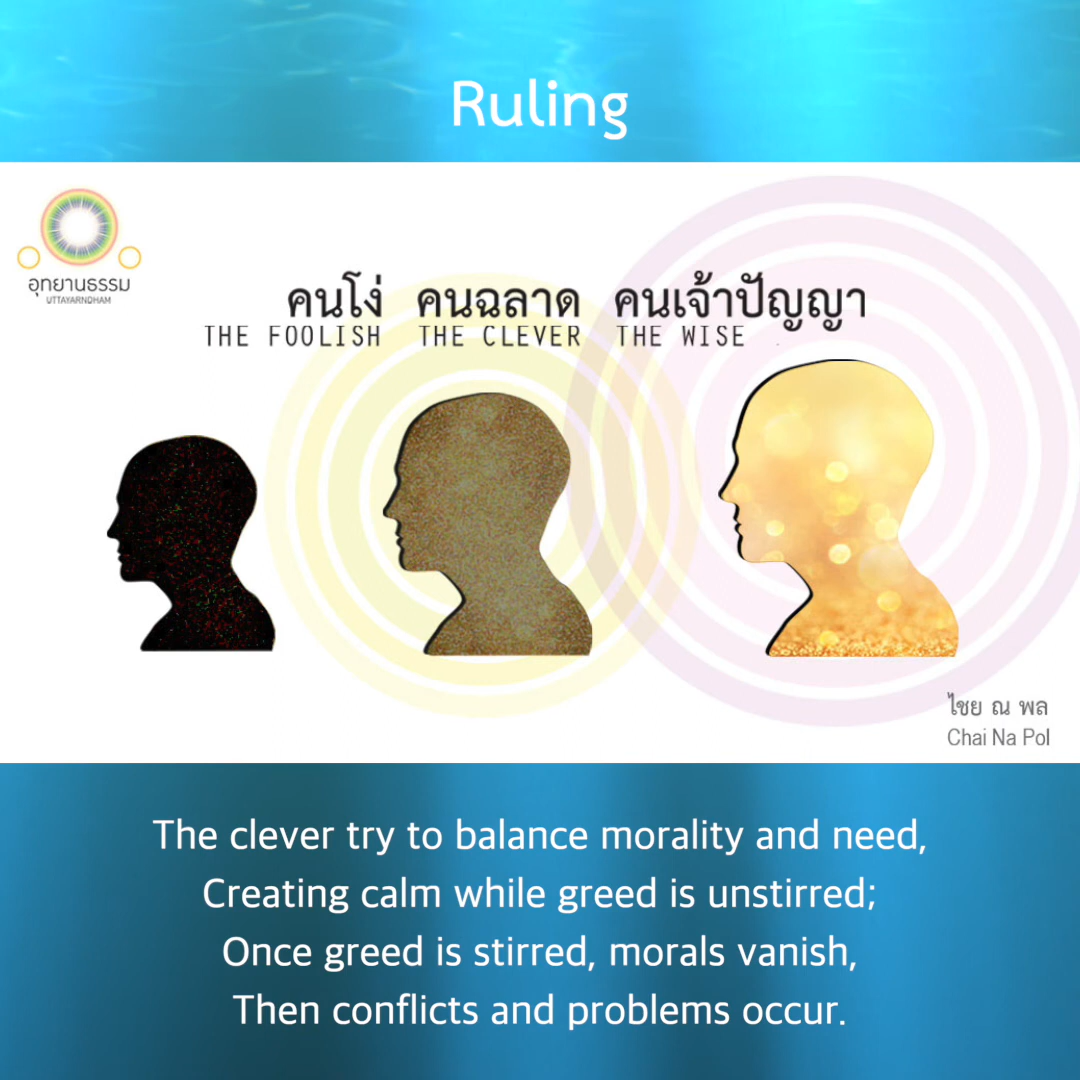 Ruling
อุทยานธรรม
UTTAYARNDHAM
คนโง่ คนฉลาด คนเจ้าปัญญา
THE FOOLISH THE CLEVER THE WISE
ไชย ณ พล
Chai Na Pol
The clever try to balance morality and need,
Creating calm while greed is unstirred;
Once greed is stirred, morals vanish,
Then conflicts and problems occur.